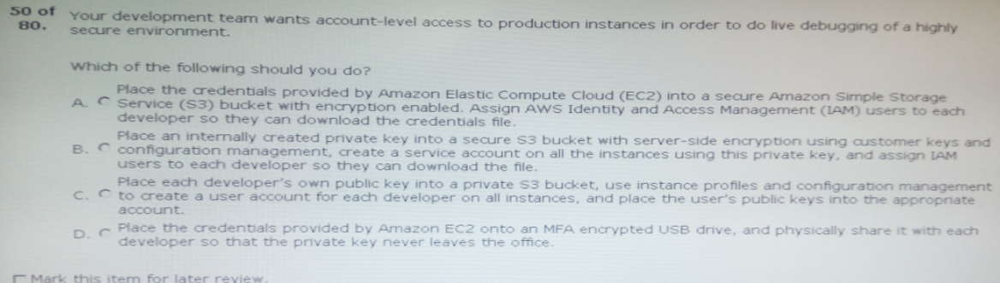 50 of 80.
Your development team wants account-level access to production instances in order to do live debugging of a highly
secure environment.
Which of the following should you do?
A. Place the credentials provided by Amazon Elastic Compute Cloud (EC2) into a secure Amazon Simple Storage
Service (S3) bucket with encryption enabled. Assign AWS Identity and Access Management (IAM) users to each
developer so they can download the credentials file.
B. Place an internally created private key into a secure S3 bucket with server-side encryption using customer keys and
configuration management, create a service account on all the instances using this private key, and assign IAM
users to each developer so they can download the file.
C. Place each developer's own public key into a private S3 bucket, use instance profiles and configuration management
to create a user account for each developer on all instances, and place the user's public keys into the appropriate
account.
D. Place the credentials provided by Amazon EC2 onto an MFA encrypted USB drive, and physically share it with each
developer so that the private key never leaves the office.
Mark this item for later review.